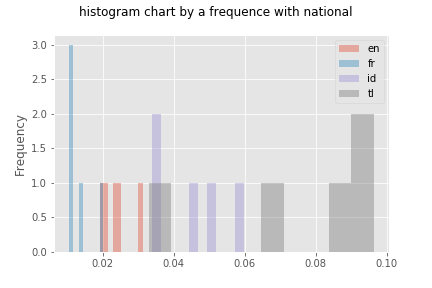 histogram chart by a frequence with national
3.0
2.5
2.0
1.5
1.0
0.5
0.0
Frequency
en
fr
id
tl
0.02 0.04 0.06 0.08 0.10